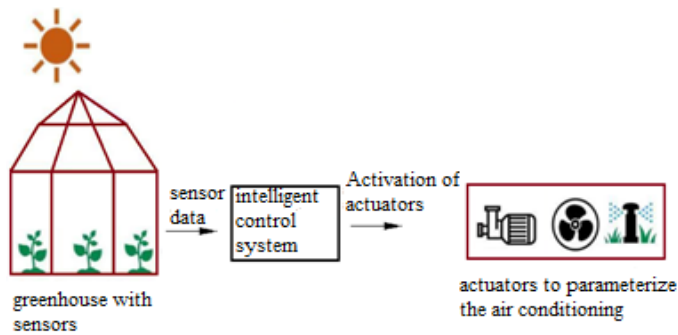 sensor
data
intelligent
control
system
Activation of
actuators
greenhouse with
sensors
actuators to parameterize
the air conditioning